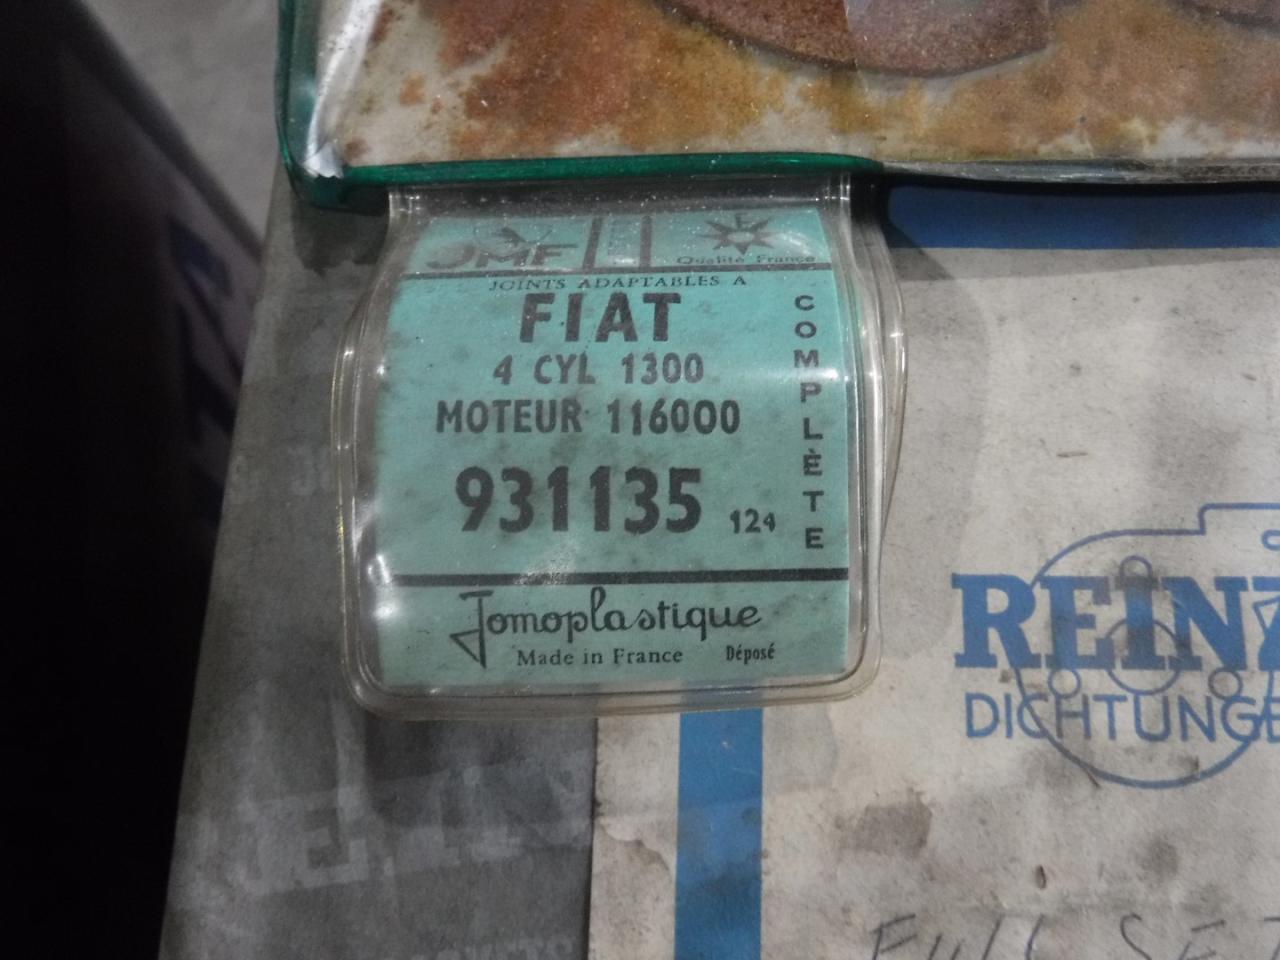 JMF
Qualité France
JOINTS ADAPTABLES A
FIAT
4 CYL 1300
MOTEUR 116000
931135 124
COMPLÈTE
Jomoplastique
Made in France Déposé
REINZ
DICHTUNGE
Full SET